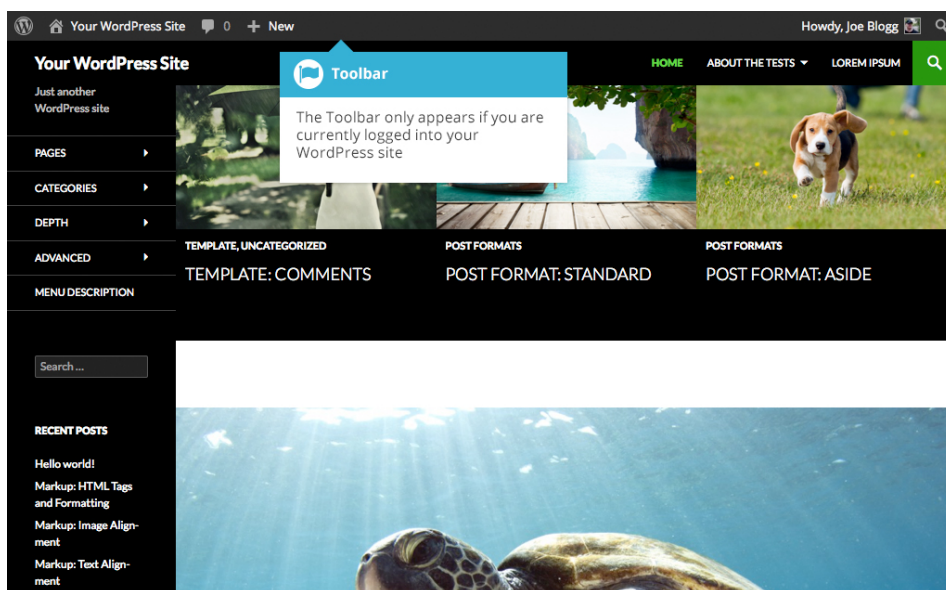 Your WordPress Site 0 New Howdy, Joe Blogg
Your WordPress Site
Just another
WordPress site
HOME ABOUT THE TESTS LOREM IPSUM
Toolbar
The Toolbar only appears if you are
currently logged into your
WordPress site
PAGES
CATEGORIES
DEPTH
ADVANCED
MENU DESCRIPTION
TEMPLATE, UNCATEGORIZED
TEMPLATE: COMMENTS
POST FORMATS
POST FORMAT: STANDARD
POST FORMATS
POST FORMAT: ASIDE
Search ...
RECENT POSTS
Hello world!
Markup: HTML Tags
and Formatting
Markup: Image Align-
ment
Markup: Text Align-
ment